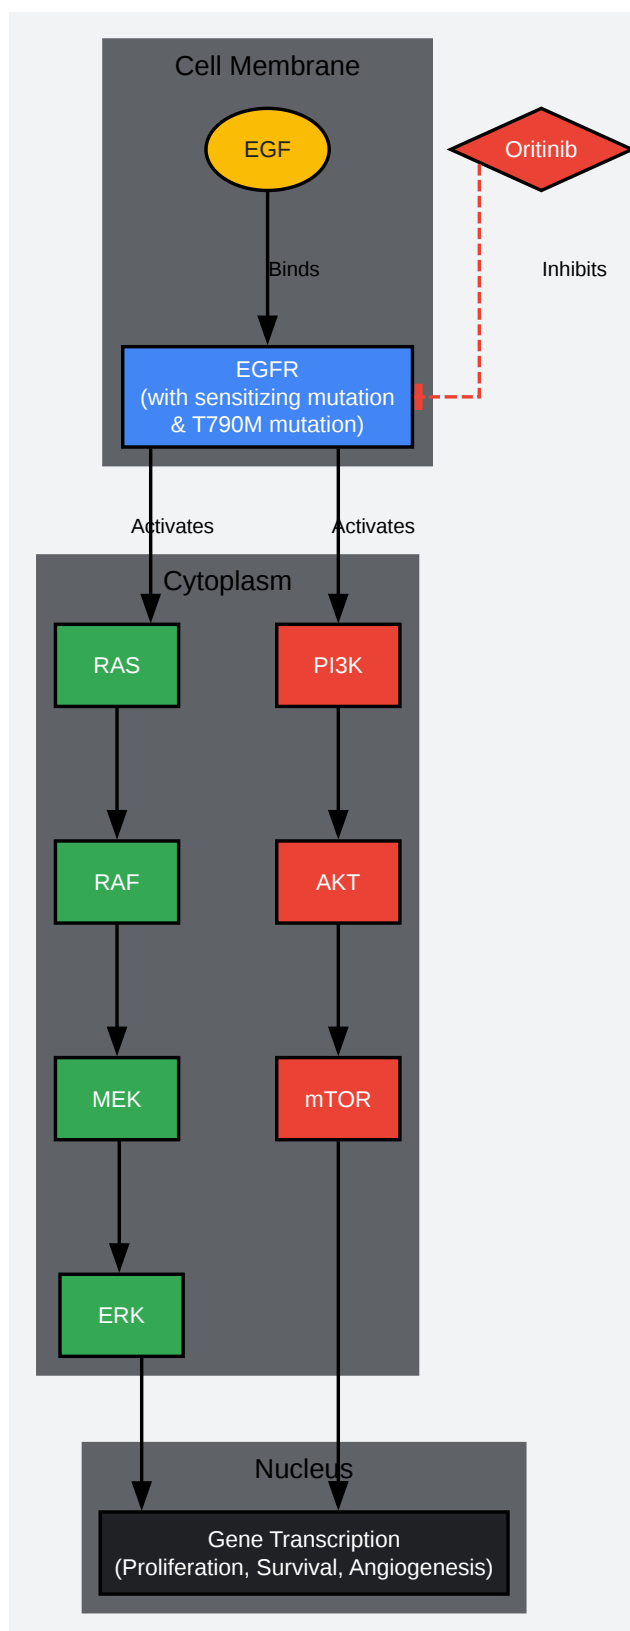 Cell Membrane
EGF
Oritinib
Binds
Inhibits
EGFR
(with sensitizing mutation
& T790M mutation)
Activates
Activates
Cytoplasm
RAS
PI3K
RAF
AKT
MEK
mTOR
ERK
Nucleus
Gene Transcription
(Proliferation, Survival, Angiogenesis)